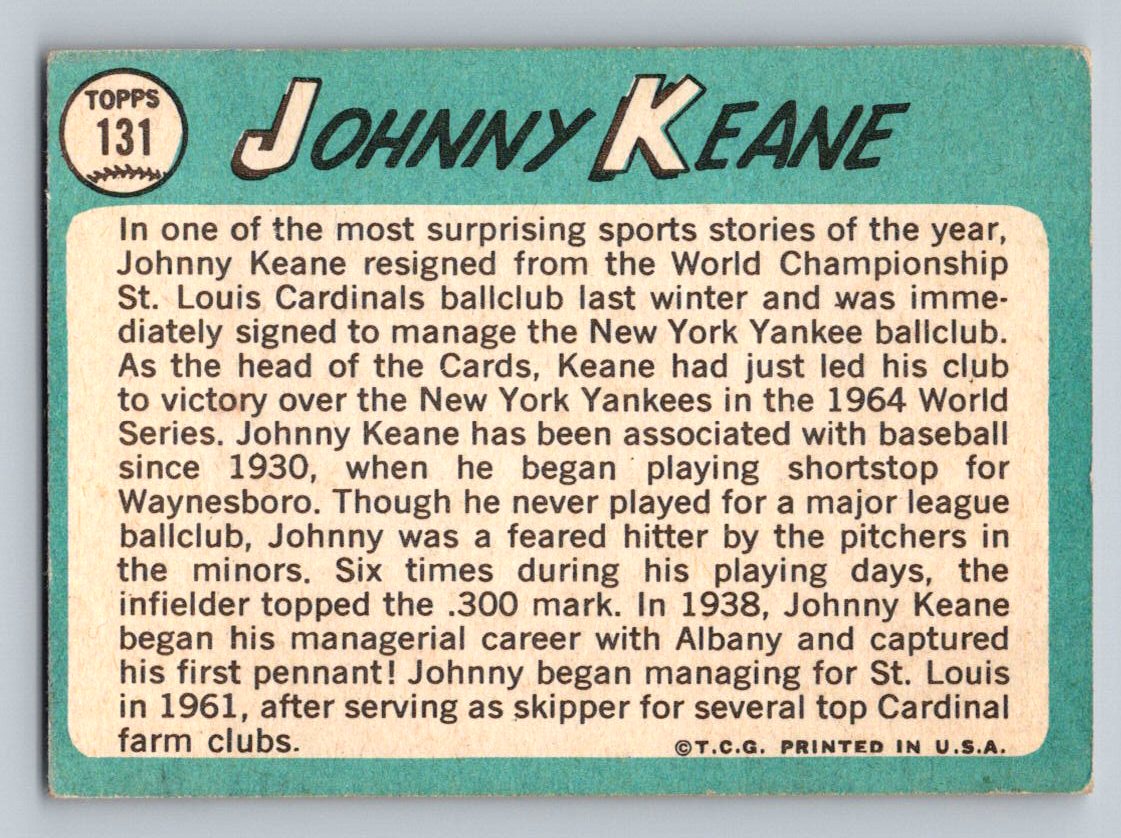 TOPPS
131
JOHNNY KEANE
In one of the most surprising sports stories of the year,
Johnny Keane resigned from the World Championship
St. Louis Cardinals ballclub last winter and was imme-
diately signed to manage the New York Yankee ballclub.
As the head of the Cards, Keane had just led his club
to victory over the New York Yankees in the 1964 World
Series. Johnny Keane has been associated with baseball
since 1930, when he began playing shortstop for
Waynesboro. Though he never played for a major league
ballclub, Johnny was a feared hitter by the pitchers in
the minors. Six times during his playing days, the
infielder topped the .300 mark. In 1938, Johnny Keane
began his managerial career with Albany and captured
his first pennant! Johnny began managing for St. Louis
in 1961, after serving as skipper for several top Cardinal
farm clubs.
©T.C.G. PRINTED IN U.S.A.